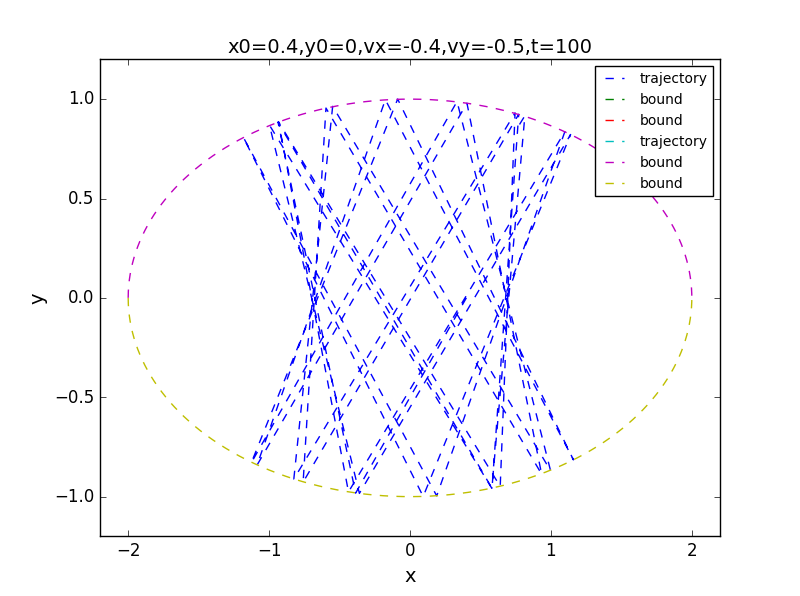 x0=0.4,y0=0,vx=-0.4,vy=-0.5,t=100
trajectory
bound
bound
trajectory
bound
bound
1.0
0.5
0.0
−0.5
−1.0
y
−2
−1
0
1
2
x